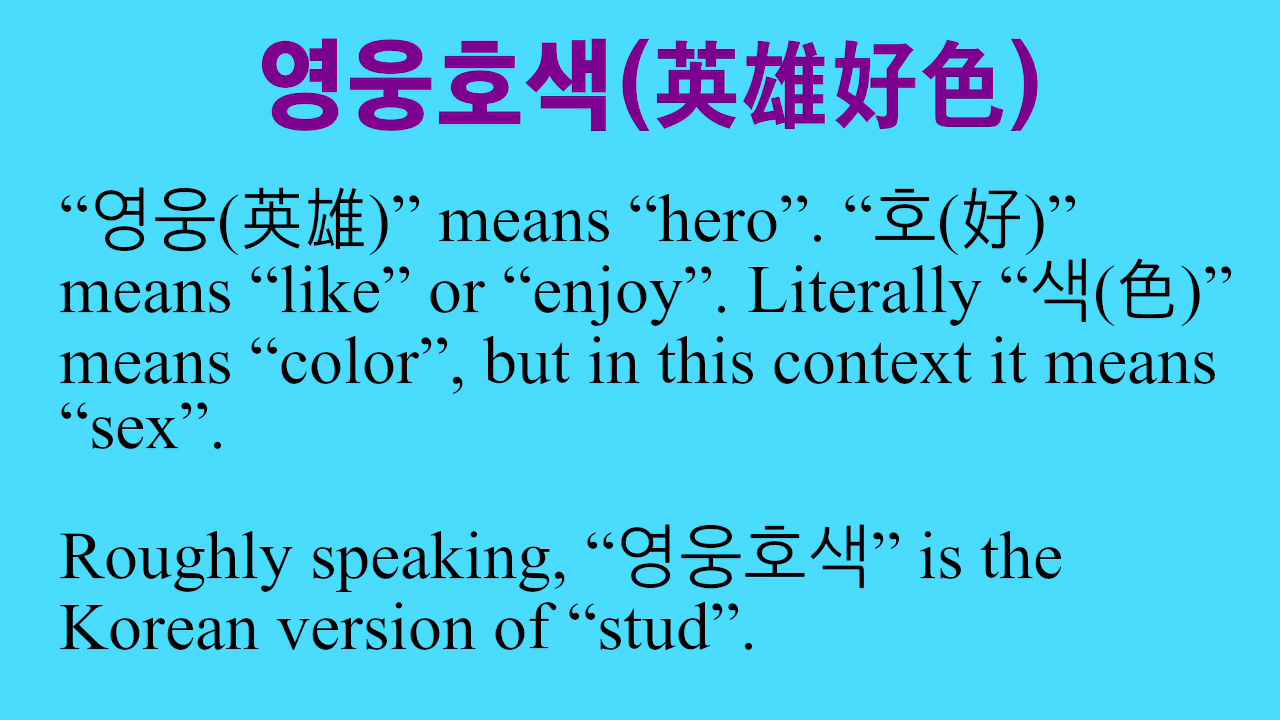 영웅호색(英雄好色)
“영웅(英雄)” means “hero”. “호(好)”
means “like” or “enjoy”. Literally “색(色)”
means “color”, but in this context it means
“sex”.
Roughly speaking, “영웅호색” is the
Korean version of “stud”.